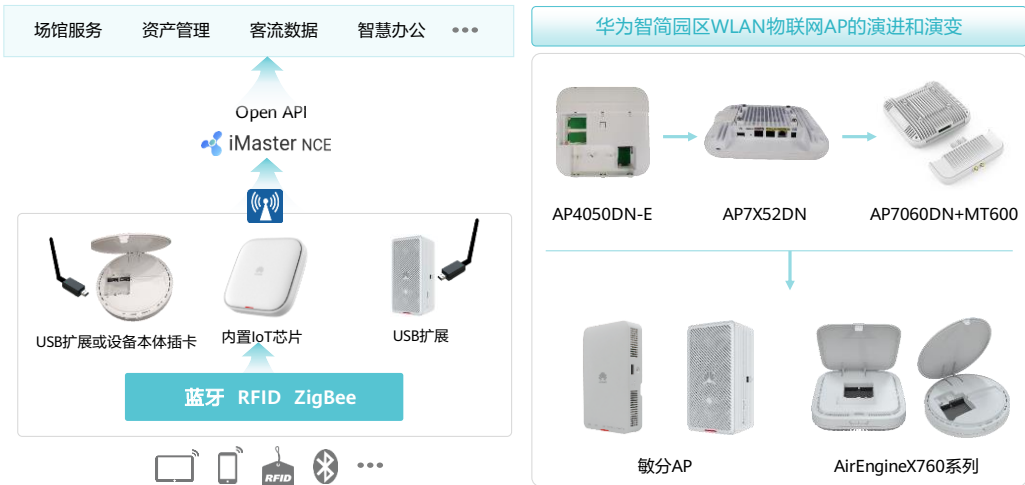 场馆服务 资产管理 客流数据 智慧办公 •••
Open API
iMaster NCE
USB扩展或设备本体插卡
内置IoT芯片
USB扩展
蓝牙 RFID ZigBee
RFID
•••
华为智简园区WLAN物联网AP的演进和演变
AP4050DN-E
AP7X52DN
AP7060DN+MT600
敏分AP
AirEngineX760系列